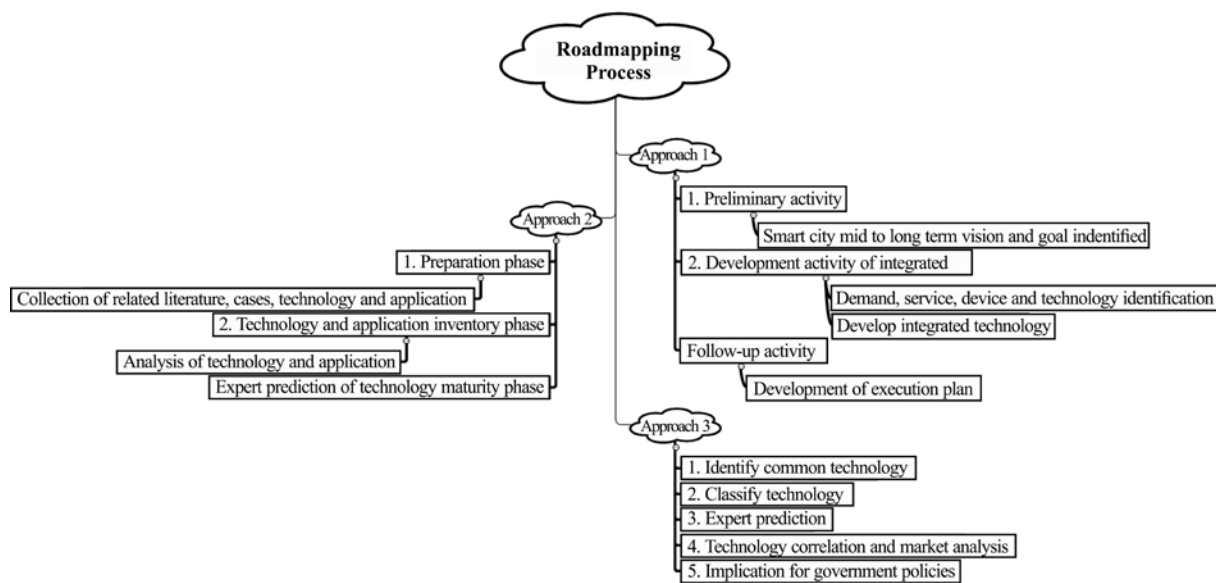 Roadmapping
Process
Approach 1
1. Preliminary activity
Smart city mid to long term vision and goal indentified
2. Development activity of integrated
Demand, service, device and technology identification
Develop integrated technology
Follow-up activity
Development of execution plan
Approach 2
1. Preparation phase
Collection of related literature, cases, technology and application
2. Technology and application inventory phase
Analysis of technology and application
Expert prediction of technology maturity phase
Approach 3
1. Identify common technology
2. Classify technology
3. Expert prediction
4. Technology correlation and market analysis
5. Implication for government policies